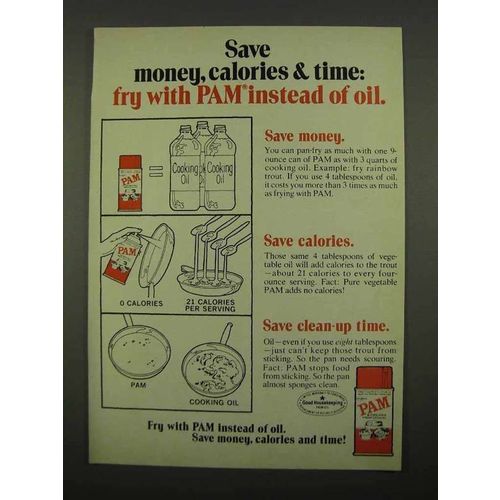 Save
money, calories & time:
fry with PAM® instead of oil.
PAM
=
Cooking
Oil
Cooking
Oil
Save money.
You can pan-fry as much with one 9-
ounce can of PAM as with 3 quarts of
cooking oil. Example: fry rainbow
trout. If you use 4 tablespoons of oil,
it costs you more than 3 times as much
as frying with PAM.
PAM
0 CALORIES
21 CALORIES
PER SERVING
Save calories.
Those same 4 tablespoons of vege-
table oil will add calories to the trout
—about 21 calories to every four-
ounce serving. Fact: Pure vegetable
PAM adds no calories!
PAM
COOKING OIL
Save clean-up time.
Oil—even if you use eight tablespoons
—just can't keep those trout from
sticking. So the pan needs scouring.
Fact: PAM stops food
from sticking. So the pan
almost sponges clean.
Good Housekeeping
PROMISES
PAM
Fry with PAM instead of oil.
Save money, calories and time!